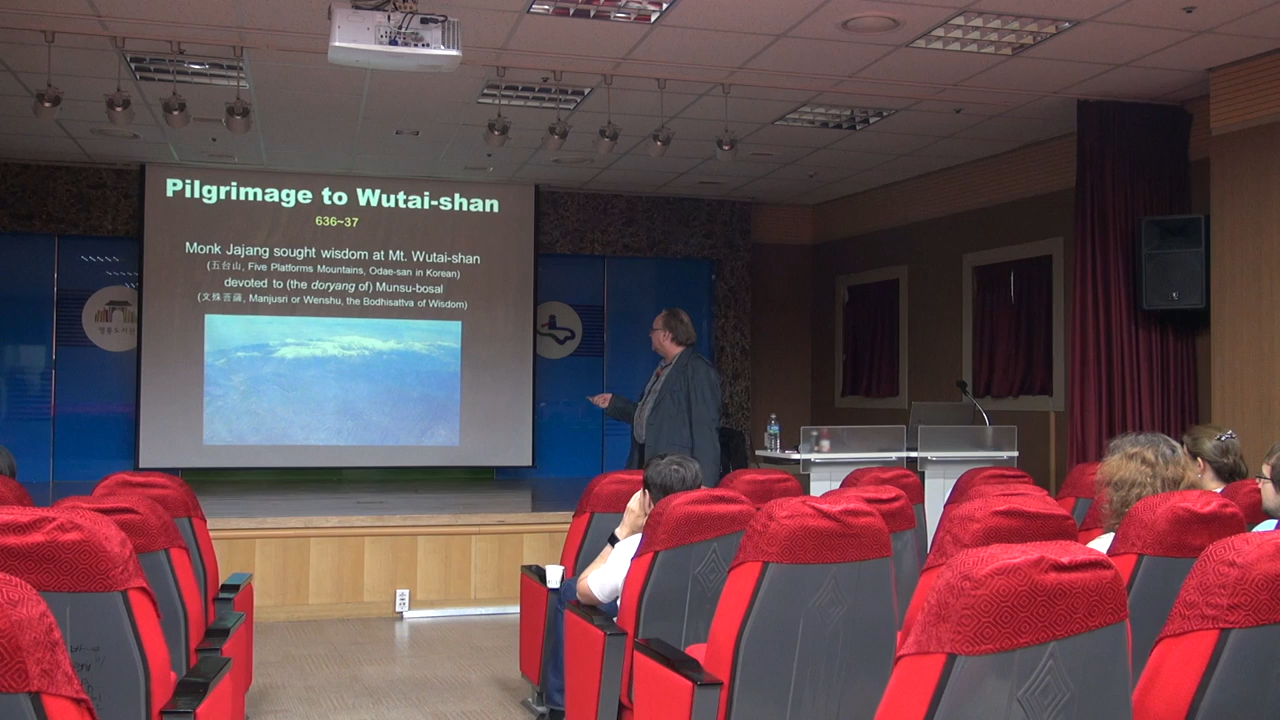 Pilgrimage to Wutai-shan
636~37
Monk Jajang sought wisdom at Mt. Wutai-shan
(五台山, Five Platforms Mountains, Odae-san in Korean)
devoted to (the doryang of) Munsu-bosal
(文殊菩薩, Manjusri or Wenshu, the Bodhisattva of Wisdom)